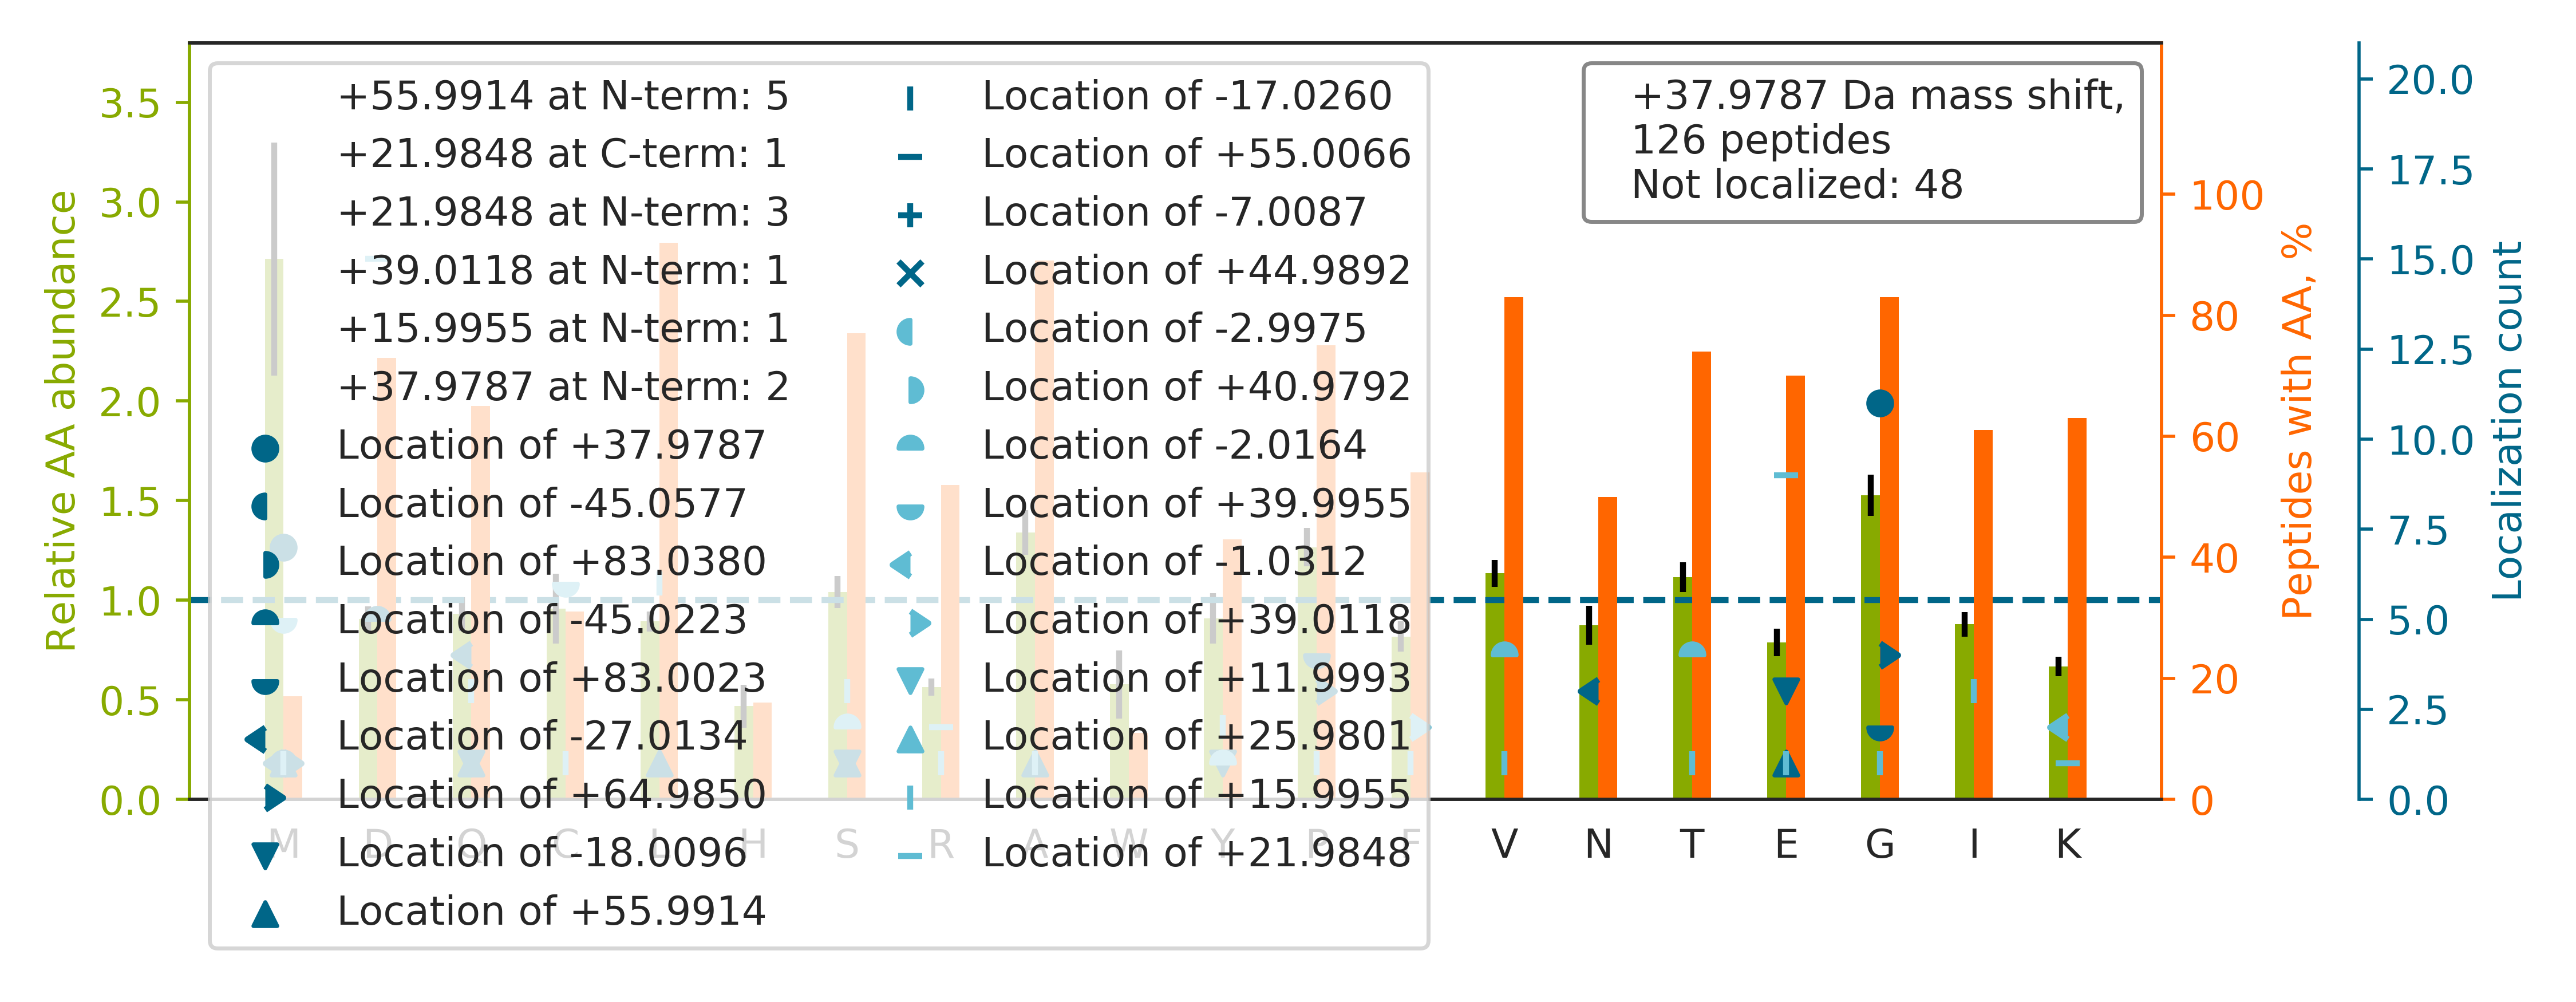 +55.9914 at N-term: 5
+21.9848 at C-term: 1
+21.9848 at N-term: 3
+39.0118 at N-term: 1
+15.9955 at N-term: 1
+37.9787 at N-term: 2
Location of +37.9787
Location of -45.0577
Location of +83.0380
Location of -45.0223
Location of +83.0023
Location of -27.0134
Location of +64.9850
Location of -18.0096
Location of +55.9914
Location of -17.0260
Location of +55.0066
Location of -7.0087
Location of +44.9892
Location of -2.9975
Location of +40.9792
Location of -2.0164
Location of +39.9955
Location of -1.0312
Location of +39.0118
Location of +11.9993
Location of +25.9801
Location of +15.9955
Location of +21.9848
+37.9787 Da mass shift,
126 peptides
Not localized: 48
Relative AA abundance
3.5
3.0
2.5
2.0
1.5
1.0
0.5
0.0
M D Q C L H S R A W Y P F V N T E G I K
100
80
60
40
20
0
Peptides with AA, %
20.0
17.5
15.0
12.5
10.0
7.5
5.0
2.5
0.0
Localization count